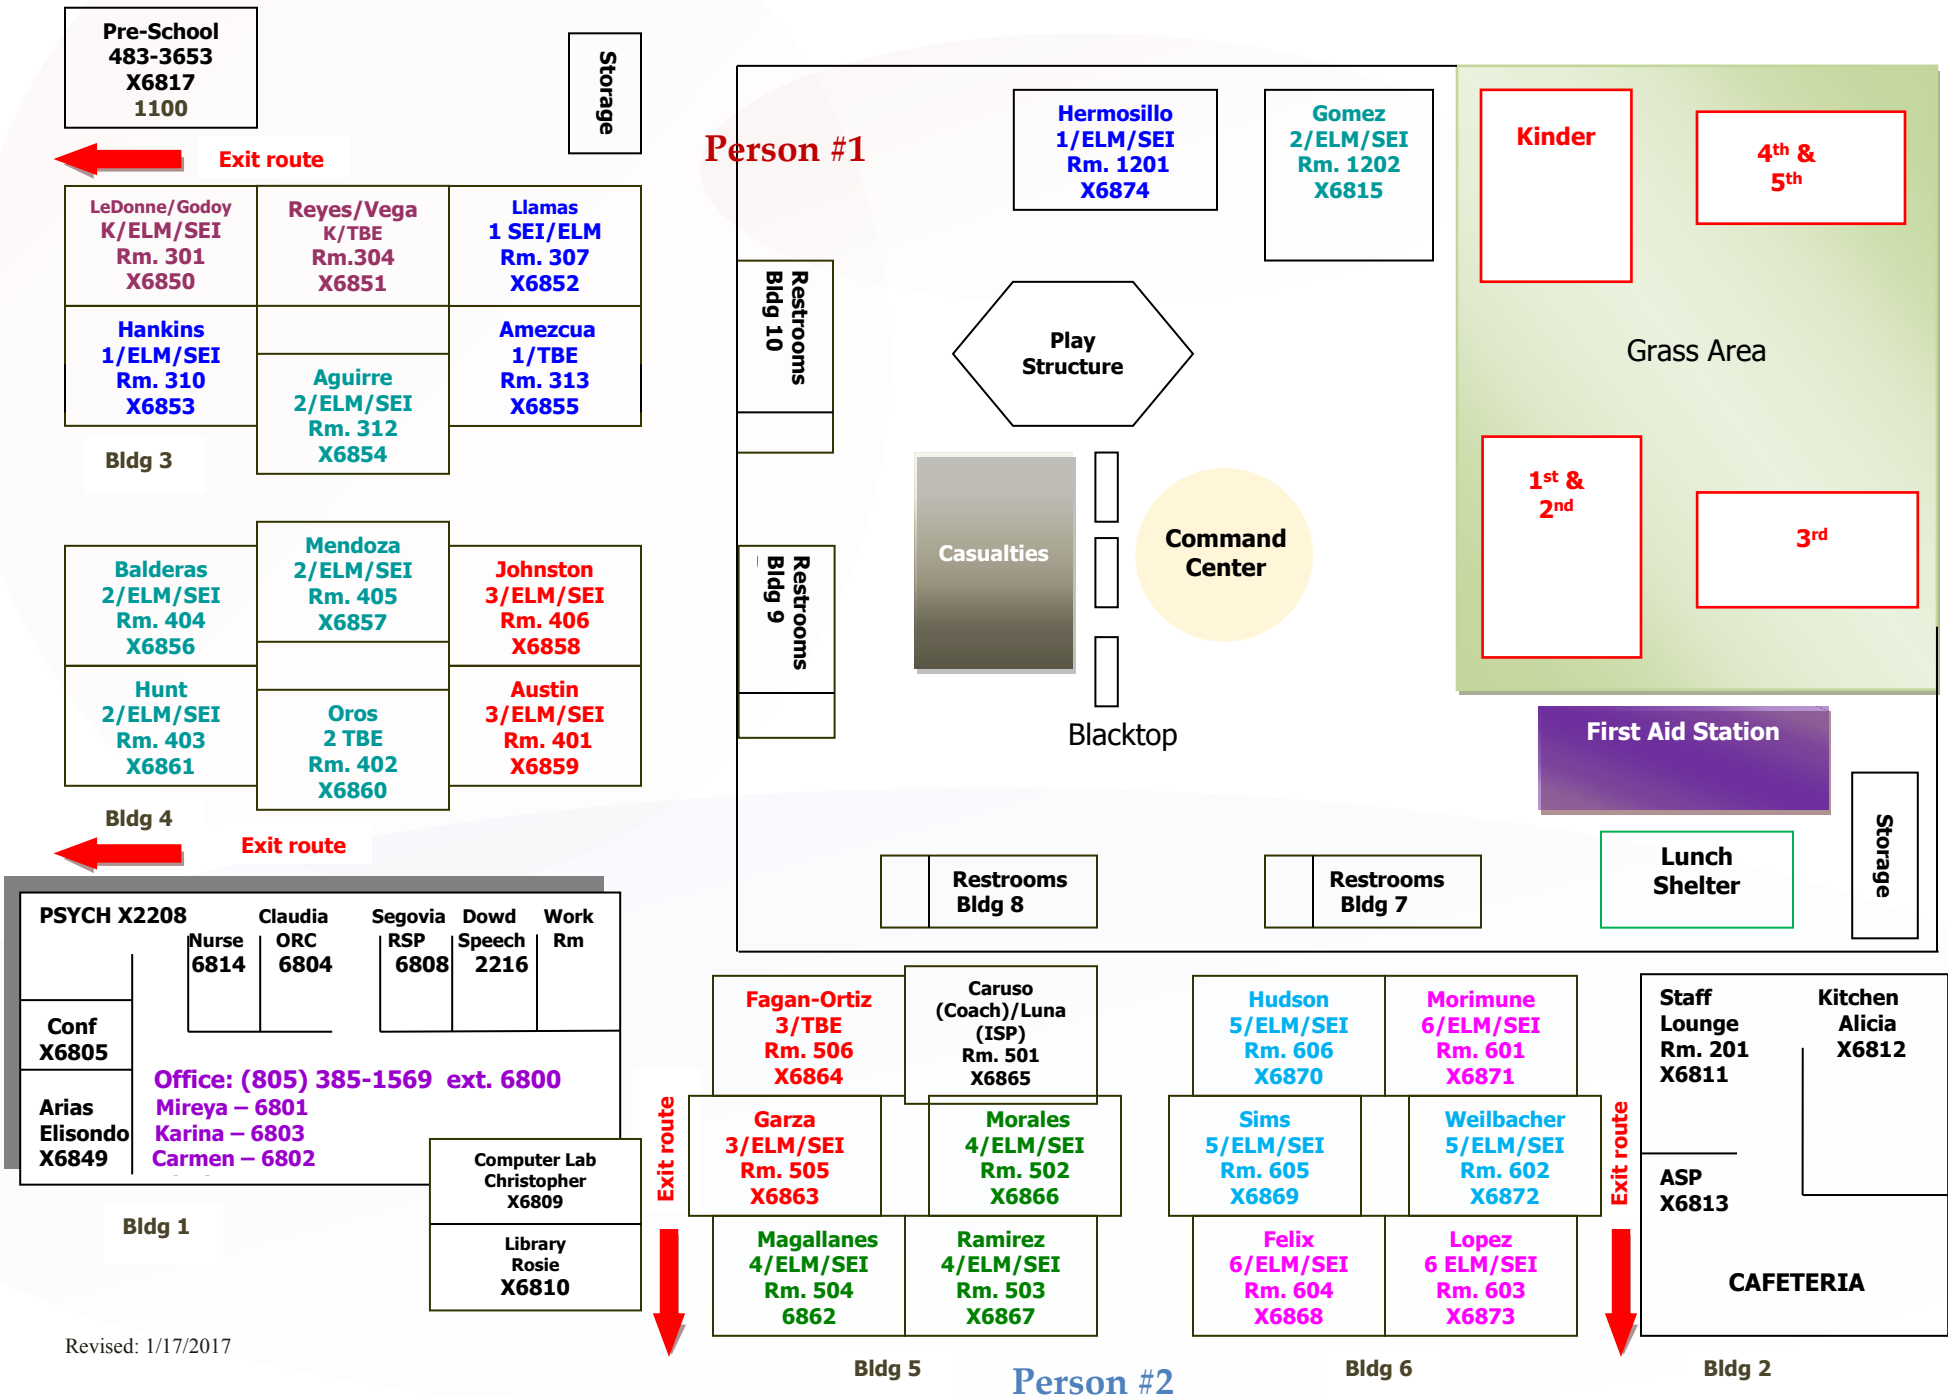 Pre-School
483-3653
X6817
1100
Storage
Exit route
LeDonne/Godoy
K/ELM/SEI
Rm. 301
X6850
Reyes/Vega
K/TBE
Rm.304
X6851
Llamas
1 SEI/ELM
Rm. 307
X6852
Hankins
1/ELM/SEI
Rm. 310
X6853
Aguirre
2/ELM/SEI
Rm. 312
X6854
Amezcua
1/TBE
Rm. 313
X6855
Bldg 3
Balderas
2/ELM/SEI
Rm. 404
X6856
Mendoza
2/ELM/SEI
Rm. 405
X6857
Johnston
3/ELM/SEI
Rm. 406
X6858
Hunt
2/ELM/SEI
Rm. 403
X6861
Oros
2 TBE
Rm. 402
X6860
Austin
3/ELM/SEI
Rm. 401
X6859
Bldg 4
Exit route
Person #1
Hermosillo
1/ELM/SEI
Rm. 1201
X6874
Gomez
2/ELM/SEI
Rm. 1202
X6815
Kinder
4th &
5th
Restrooms
Bldg 10
Play
Structure
Grass Area
Restrooms
Bldg 9
Casualties
Command
Center
1st &
2nd
3rd
Blacktop
First Aid Station
Restrooms
Bldg 8
Restrooms
Bldg 7
Lunch
Shelter
Storage
PSYCH X2208
Nurse
6814
Claudia
ORC
6804
Segovia
RSP
6808
Dowd
Speech
2216
Work
Rm
Conf
X6805
Arias
Elisondo
X6849
Office: (805) 385-1569 ext. 6800
Mireya – 6801
Karina – 6803
Carmen – 6802
Computer Lab
Christopher
X6809
Library
Rosie
X6810
Bldg 1
Revised: 1/17/2017
Exit route
Fagan-Ortiz
3/TBE
Rm. 506
X6864
Caruso
(Coach)/Luna
(ISP)
Rm. 501
X6865
Garza
3/ELM/SEI
Rm. 505
X6863
Morales
4/ELM/SEI
Rm. 502
X6866
Magallanes
4/ELM/SEI
Rm. 504
6862
Ramirez
4/ELM/SEI
Rm. 503
X6867
Bldg 5
Person #2
Hudson
5/ELM/SEI
Rm. 606
X6870
Morimune
6/ELM/SEI
Rm. 601
X6871
Sims
5/ELM/SEI
Rm. 605
X6869
Weilbacher
5/ELM/SEI
Rm. 602
X6872
Felix
6/ELM/SEI
Rm. 604
X6868
Lopez
6 ELM/SEI
Rm. 603
X6873
Bldg 6
Exit route
Staff
Lounge
Rm. 201
X6811
Kitchen
Alicia
X6812
ASP
X6813
CAFETERIA
Bldg 2